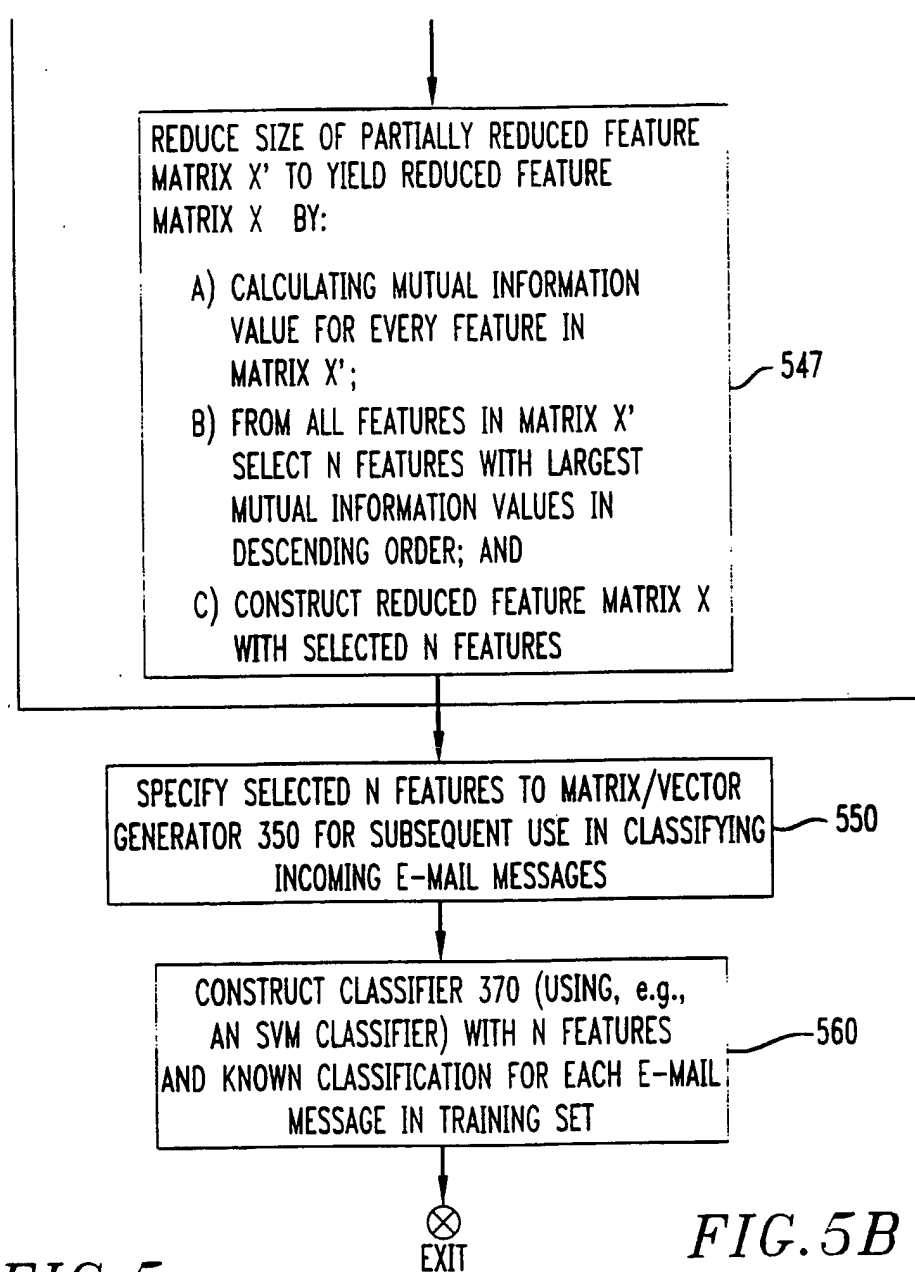 REDUCE SIZE OF PARTIALLY REDUCED FEATURE
MATRIX X' TO YIELD REDUCED FEATURE
MATRIX X BY:
A) CALCULATING MUTUAL INFORMATION
VALUE FOR EVERY FEATURE IN
MATRIX X';
B) FROM ALL FEATURES IN MATRIX X'
SELECT N FEATURES WITH LARGEST
MUTUAL INFORMATION VALUES IN
DESCENDING ORDER; AND
C) CONSTRUCT REDUCED FEATURE MATRIX X
WITH SELECTED N FEATURES
547
SPECIFY SELECTED N FEATURES TO MATRIX/VECTOR
GENERATOR 350 FOR SUBSEQUENT USE IN CLASSIFYING
INCOMING E-MAIL MESSAGES
550
CONSTRUCT CLASSIFIER 370 (USING, e.g.,
AN SVM CLASSIFIER) WITH N FEATURES
AND KNOWN CLASSIFICATION FOR EACH E-MAIL
MESSAGE IN TRAINING SET
560
EXIT
FIG.5B